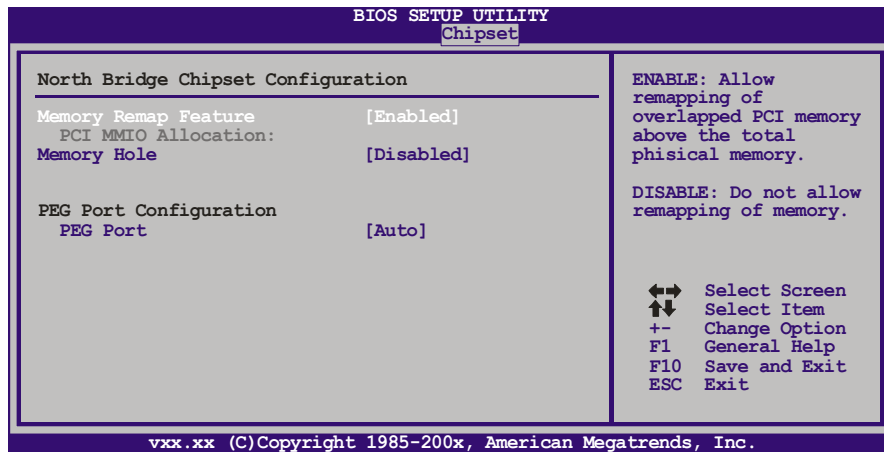 BIOS SETUP UTILITY
Chipset
North Bridge Chipset Configuration
Memory Remap Feature [Enabled]
PCI MMIO Allocation:
Memory Hole [Disabled]
PEG Port Configuration
PEG Port [Auto]
ENABLE: Allow
remapping of
overlapped PCI memory
above the total
phisical memory.
DISABLE: Do not allow
remapping of memory.
Select Screen
Select Item
+- Change Option
F1 General Help
F10 Save and Exit
ESC Exit
vxx.xx (C)Copyright 1985-200x, American Megatrends, Inc.